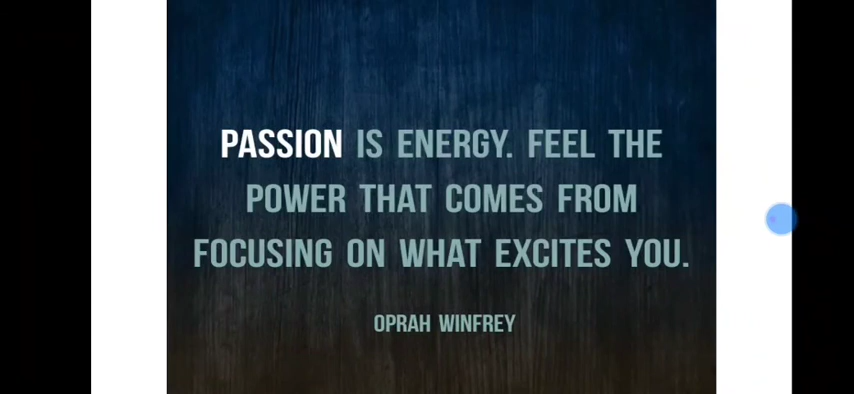 PASSION IS ENERGY. FEEL THE
POWER THAT COMES FROM
FOCUSING ON WHAT EXCITES YOU.
OPRAH WINFREY